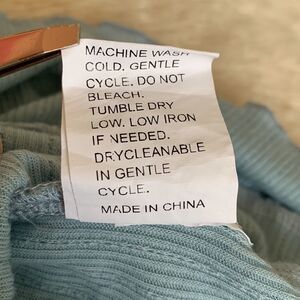 MACHINE WASH
COLD. GENTLE
CYCLE. DO NOT
BLEACH.
TUMBLE DRY
LOW. LOW IRON
IF NEEDED.
DRYCLEANABLE
IN GENTLE
CYCLE.
MADE IN CHINA